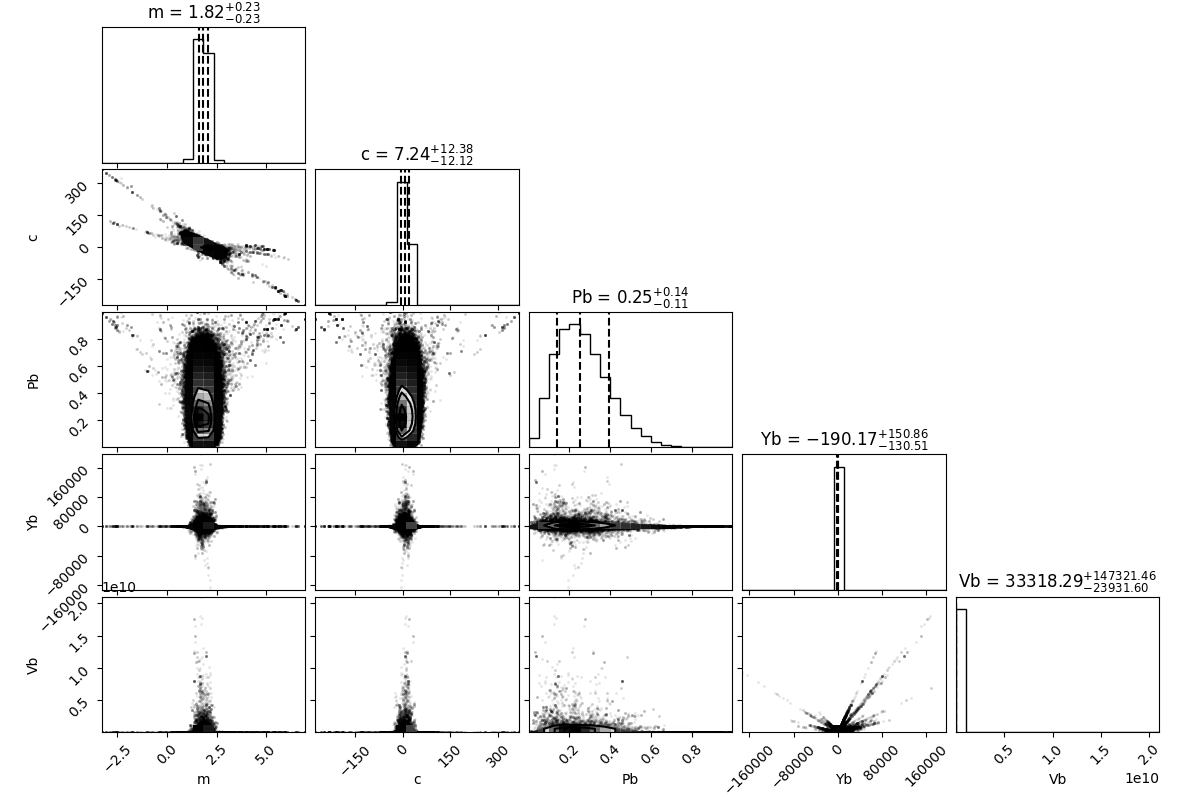 m = 1.82+0.23−0.23
c = 7.24+12.38−12.12
300
150
0
−150
c
Pb = 0.25+0.14−0.11
0.8
0.6
0.4
0.2
Pb
Yb = −190.17+150.86−130.51
160000
80000
0
−80000
−160000
Yb
Vb = 33318.29+147321.46−23931.60
1e10
2.0
1.5
1.0
0.5
Vb
−2.5 0.0 2.5 5.0
m
−150 0 150 300
c
0.2 0.4 0.6 0.8
Pb
−160000 −80000 0 80000 160000
Yb
0.5 1.0 1.5 2.0
Vb
1e10